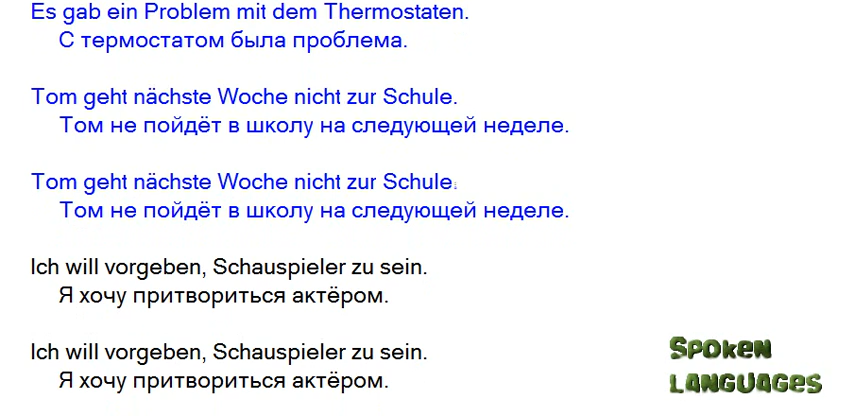 Es gab ein Problem mit dem Thermostaten.
С термостатом была проблема.
Tom geht nächste Woche nicht zur Schule.
Том не пойдёт в школу на следующей неделе.
Tom geht nächste Woche nicht zur Schule.
Том не пойдёт в школу на следующей неделе.
Ich will vorgeben, Schauspieler zu sein.
Я хочу притвориться актёром.
Ich will vorgeben, Schauspieler zu sein.
Я хочу притвориться актёром.
Spoken
Languages